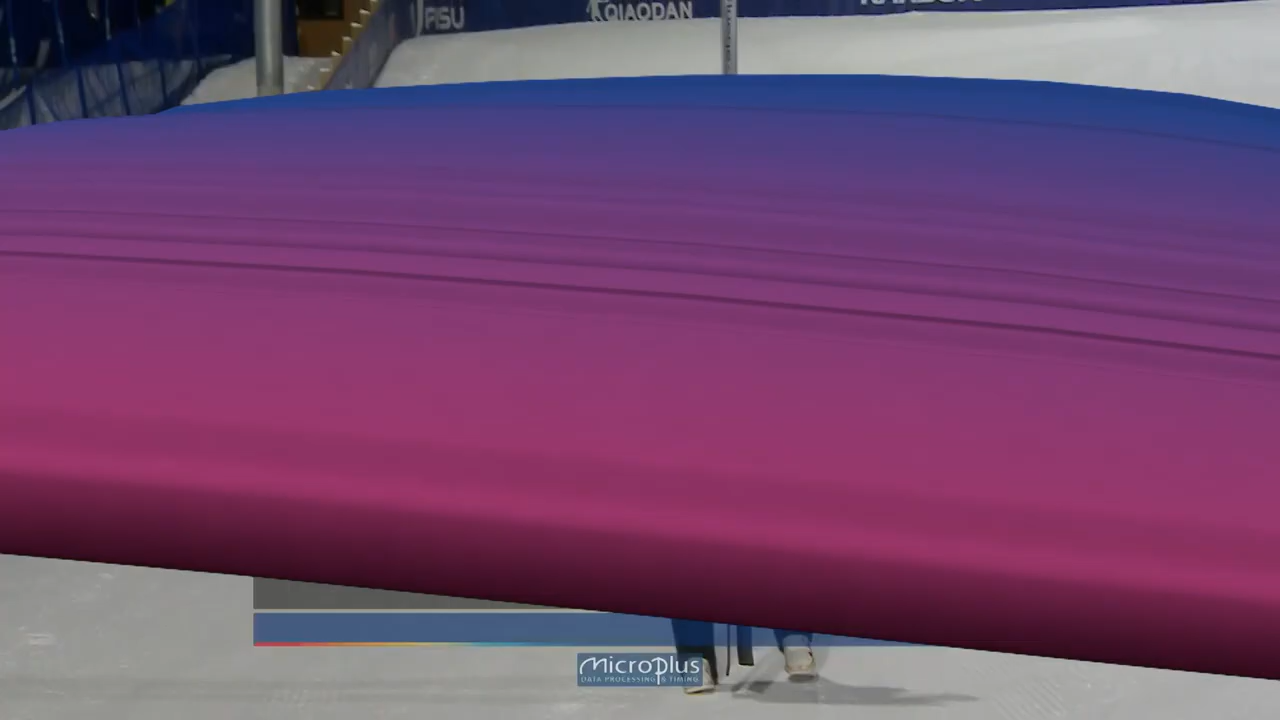 FISU
QIAODAN
Microplus
DATA PROCESSING & TIMING